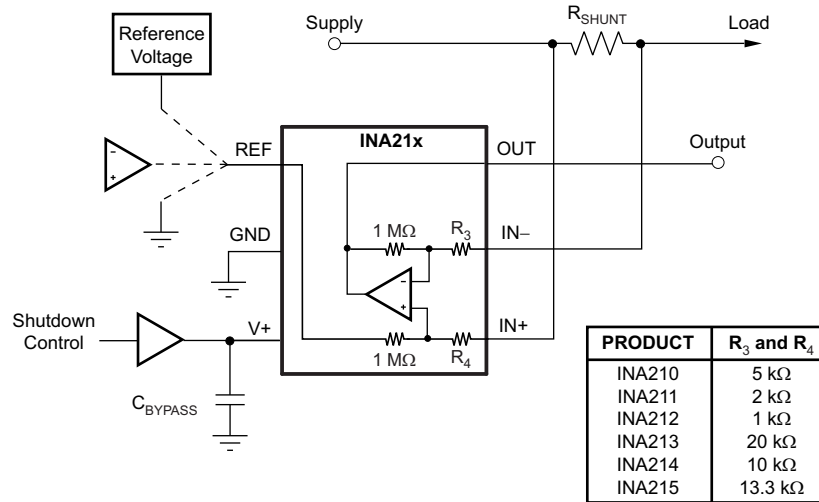 Supply
R_SHUNT
Load
Reference
Voltage
INA21x
REF
OUT
Output
-
+
GND
1 MΩ
R3
IN−
-
+
Shutdown
Control
V+
1 MΩ
R4
IN+
C_BYPASS
PRODUCT R3 and R4
INA210 5 kΩ
INA211 2 kΩ
INA212 1 kΩ
INA213 20 kΩ
INA214 10 kΩ
INA215 13.3 kΩ